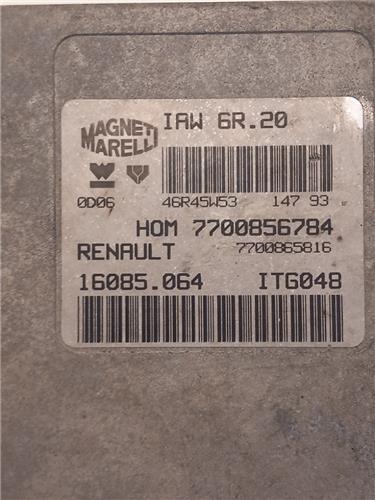 MAGNETI MARELLI
IAW 6R.20
0D06 46R45W53 147 93
HOM 7700856784
RENAULT 7700865816
16085.064 ITG048